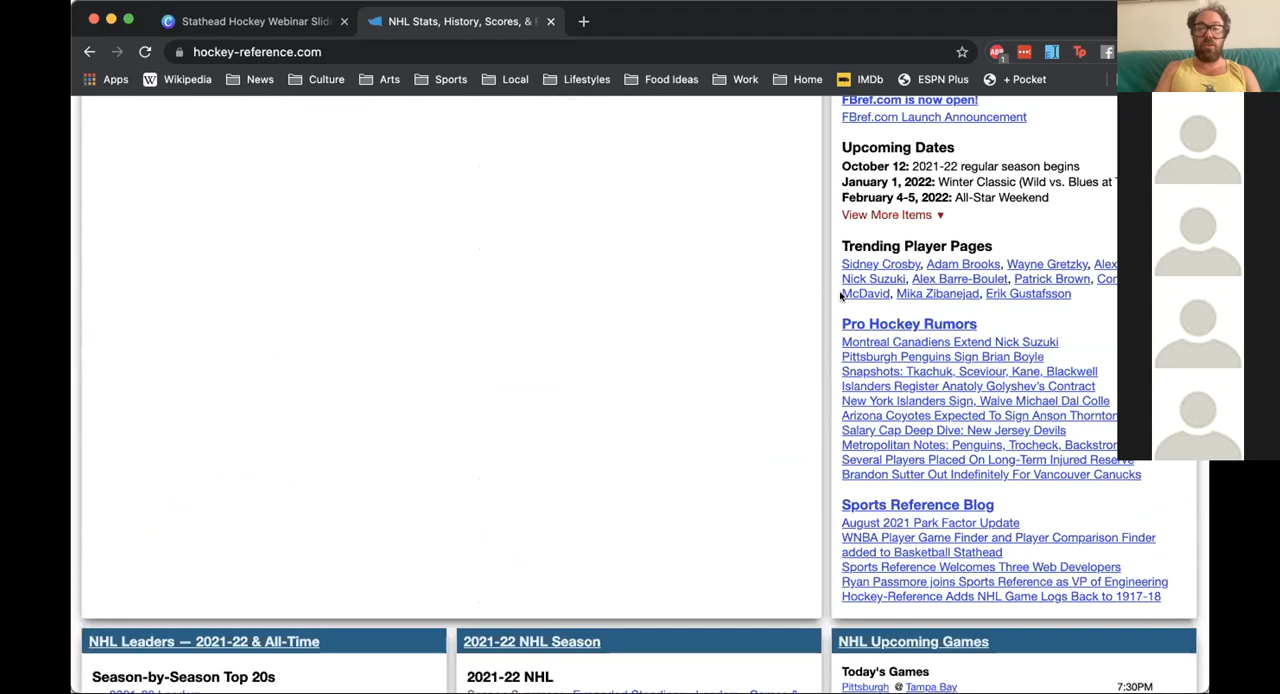 Stathead Hockey Webinar Slid
NHL Stats, History, Scores, &
hockey-reference.com
1
Apps
Wikipedia
News
Culture
Arts
Sports
Local
Lifestyles
Food Ideas
Work
Home
IMDb
ESPN Plus
+ Pocket
FBref.com is now open!
FBref.com Launch Announcement
Upcoming Dates
October 12: 2021-22 regular season begins
January 1, 2022: Winter Classic (Wild vs. Blues at
February 4-5, 2022: All-Star Weekend
View More Items ▼
Trending Player Pages
Sidney Crosby, Adam Brooks, Wayne Gretzky, Alex
Nick Suzuki, Alex Barre-Boulet, Patrick Brown, Con
McDavid, Mika Zibanejad, Erik Gustafsson
Pro Hockey Rumors
Montreal Canadiens Extend Nick Suzuki
Pittsburgh Penguins Sign Brian Boyle
Snapshots: Tkachuk, Sceviour, Kane, Blackwell
Islanders Register Anatoly Golyshev's Contract
New York Islanders Sign, Waive Michael Dal Colle
Arizona Coyotes Expected To Sign Anson Thornton
Salary Cap Deep Dive: New Jersey Devils
Metropolitan Notes: Penguins, Trocheck, Backstrom
Several Players Placed On Long-Term Injured Reserve
Brandon Sutter Out Indefinitely For Vancouver Canucks
Sports Reference Blog
August 2021 Park Factor Update
WNBA Player Game Finder and Player Comparison Finder
added to Basketball Stathead
Sports Reference Welcomes Three Web Developers
Ryan Passmore joins Sports Reference as VP of Engineering
Hockey-Reference Adds NHL Game Logs Back to 1917-18
NHL Leaders — 2021-22 & All-Time
2021-22 NHL Season
NHL Upcoming Games
Season-by-Season Top 20s
2021-22 NHL
Today's Games
2021-22 Leaders
Pittsburgh @ Tampa Bay 7:30PM